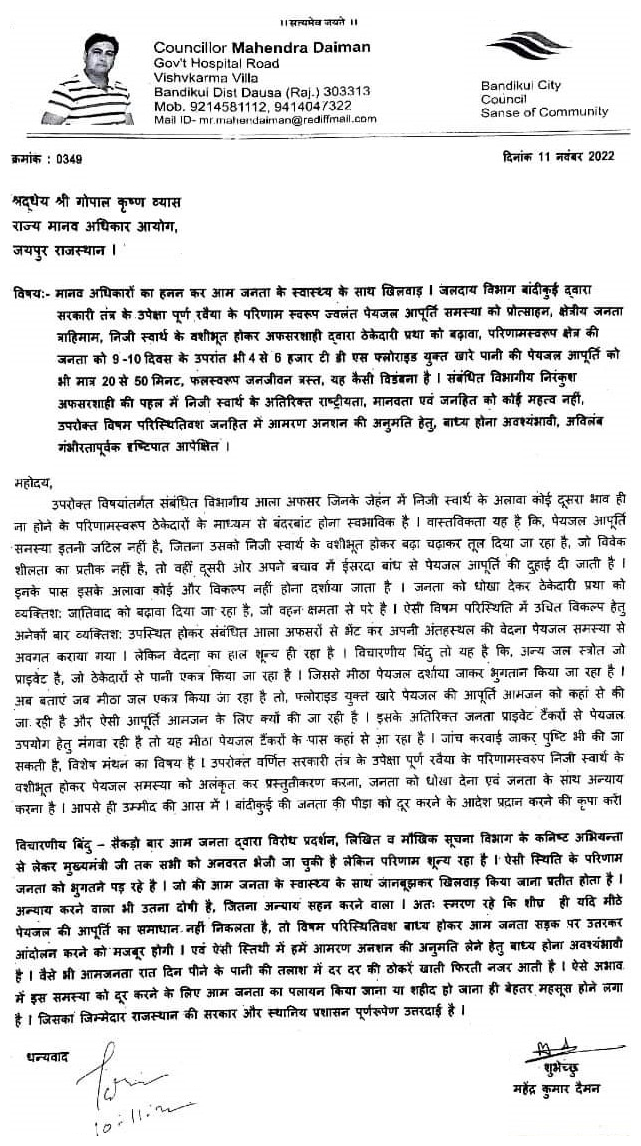 ।। सत्यमेव जयते ।।
Councillor Mahendra Daiman
Gov't Hospital Road
Vishvkarma Villa
Bandikui Dist Dausa (Raj.) 303313
Mob. 9214581112, 9414047322
Mail ID- mr.mahendaiman@rediffmail.com
Bandikui City
Council
Sanse of Community
क्रमांक : 0349
दिनांक 11 नवंबर 2022
श्रद्धेय श्री गोपाल कृष्ण व्यास
राज्य मानव अधिकार आयोग,
जयपुर राजस्थान ।
विषय:- मानव अधिकारों का हनन कर आम जनता के स्वास्थ्य के साथ खिलवाड़ । जलदाय विभाग बांदीकुई द्वारा
सरकारी तंत्र के उपेक्षा पूर्ण रवैया के परिणाम स्वरूप ज्वलंत पेयजल आपूर्ति समस्या को प्रोत्साहन, क्षेत्रीय जनता
त्राहिमाम, निजी स्वार्थ के वशीभूत होकर अफसरशाही द्वारा ठेकेदारी प्रथा को बढ़ावा, परिणामस्वरूप क्षेत्र की
जनता को 9 -10 दिवस के उपरांत भी 4 से 6 हजार टी डी एस फ्लोराइड युक्त खारे पानी की पेयजल आपूर्ति को
भी मात्र 20 से 50 मिनट, फलस्वरूप जनजीवन त्रस्त, यह कैसी विडंबना है । संबंधित विभागीय निरंकुश
अफसरशाही की पहल में निजी स्वार्थ के अतिरिक्त राष्ट्रीयता, मानवता एवं जनहित को कोई महत्व नहीं,
उपरोक्त विषम परिस्थितिवश जनहित में आमरण अनशन की अनुमति हेतु, बाध्य होना अवश्यंभावी, अविलंब
गंभीरतापूर्वक दृष्टिपात आपेक्षित ।
महोदय,
उपरोक्त विषयांतर्गत संबंधित विभागीय आला अफसर जिनके जेहन में निजी स्वार्थ के अलावा कोई दूसरा भाव ही
ना होने के परिणामस्वरूप ठेकेदारों के माध्यम से बंदरबांट होना स्वभाविक है । वास्तविकता यह है कि, पेयजल आपूर्ति
समस्या इतनी जटिल नहीं है, जितना उसको निजी स्वार्थ के वशीभूत होकर बढ़ा चढ़ाकर तूल दिया जा रहा है, जो विवेक
शीलता का प्रतीक नहीं है, तो वहीं दूसरी ओर अपने बचाव में ईसरदा बांध से पेयजल आपूर्ति की दुहाई दी जाती है ।
इनके पास इसके अलावा कोई और विकल्प नहीं होना दर्शाया जाता है । जनता को धोखा देकर ठेकेदारी प्रथा को
व्यक्तिश: जातिवाद को बढ़ावा दिया जा रहा है, जो वहन क्षमता से परे है । ऐसी विषम परिस्थिति में उचित विकल्प हेतु
अनेकों बार व्यक्तिश: उपस्थित होकर संबंधित आला अफसरों से भेंट कर अपनी अंतहस्थल की वेदना पेयजल समस्या से
अवगत कराया गया । लेकिन वेदना का हाल शून्य ही रहा है । विचारणीय बिंदु तो यह है कि, अन्य जल स्त्रोत जो
प्राइवेट है, जो ठेकेदारों से पानी एकत्र किया जा रहा है । जिससे मीठा पेयजल दर्शाया जाकर भुगतान किया जा रहा है ।
अब बताएं जब मीठा जल एकत्र किया जा रहा है तो, फ्लोराइड युक्त खारे पेयजल की आपूर्ति आमजन को कहां से की
जा रही है और ऐसी आपूर्ति आमजन के लिए क्यों की जा रही है । इसके अतिरिक्त जनता प्राइवेट टैंकरों से पेयजल
उपयोग हेतु मंगवा रही है तो यह मीठा पेयजल टैंकरों के पास कहां से आ रहा है । जांच करवाई जाकर पुष्टि भी की जा
सकती है, विशेष मंथन का विषय है । उपरोक्त वर्णित सरकारी तंत्र के उपेक्षा पूर्ण रवैया के परिणामस्वरूप निजी स्वार्थ के
वशीभूत होकर पेयजल समस्या को अलंकृत कर प्रस्तुतीकरण करना, जनता को धोखा देना एवं जनता के साथ अन्याय
करना है । आपसे ही उम्मीद की आस में । बांदीकुई की जनता की पीड़ा को दूर करने के आदेश प्रदान करने की कृपा करें।
विचारणीय बिंदु – सैकड़ो बार आम जनता द्वारा विरोध प्रदर्शन, लिखित व मौखिक सूचना विभाग के कनिष्ट अभियन्ता
से लेकर मुख्यमंत्री जी तक सभी को अनवरत भेजी जा चुकी है लेकिन परिणाम शून्य रहा है । ऐसी स्थिति के परिणाम
जनता को भुगतने पड़ रहे है । जो की आम जनता के स्वास्थ्य के साथ जानबूझकर खिलवाड़ किया जाना प्रतीत होता है ।
अन्याय करने वाला भी उतना दोषी है, जितना अन्याय सहन करने वाला । अतः स्मरण रहे कि शीघ्र ही यदि मीठे
पेयजल की आपूर्ति का समाधान नहीं निकलता है, तो विषम परिस्थितिवश बाध्य होकर आम जनता सड़क पर उतरकर
आंदोलन करने को मजबूर होगी । एवं ऐसी स्तिथी में हमें आमरण अनशन की अनुमति लेने हेतु बाध्य होना अवश्यंभावी
है । वैसे भी आमजनता रात दिन पीने के पानी की तलाश में दर दर की ठोकरें खाती फिरती नजर आती है । ऐसे अभाव
में इस समस्या को दूर करने के लिए आम जनता का पलायन किया जाना या शहीद हो जाना ही बेहतर महसूस होने लगा
है । जिसका जिम्मेदार राजस्थान की सरकार और स्थानिय प्रशासन पूर्णरूपेण उत्तरदाई है ।
धन्यवाद
शुभेच्छु
महेंद्र कुमार दैमन